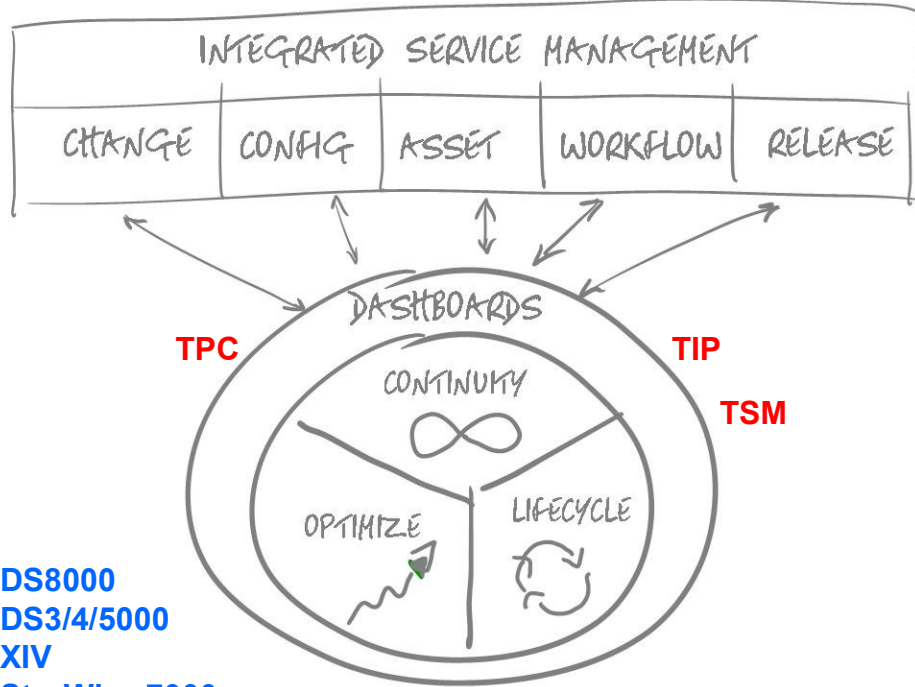 INTEGRATED SERVICE MANAGEMENT
CHANGE CONFIG ASSET WORKFLOW RELEASE
DASHBOARDS
TPC TIP
CONTINUITY
TSM
OPTIMIZE LIFECYCLE
DS8000
DS3/4/5000
XIV